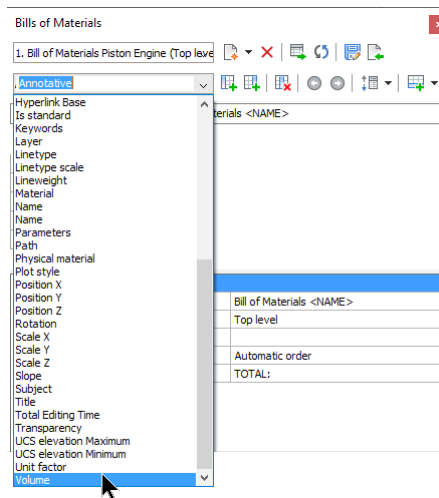 Bills of Materials
1. Bill of Materials Piston Engine (Top leve
Annotative
terials <NAME>
Hyperlink Base
Is standard
Keywords
Layer
Linetype
Linetype scale
Lineweight
Material
Name
Name
Parameters
Path
Physical material
Plot style
Position X
Position Y
Position Z
Rotation
Scale X
Scale Y
Scale Z
Slope
Subject
Title
Total Editing Time
Transparency
UCS elevation Maximum
UCS elevation Minimum
Unit factor
Volume
Bill of Materials <NAME>
Top level
Automatic order
TOTAL: